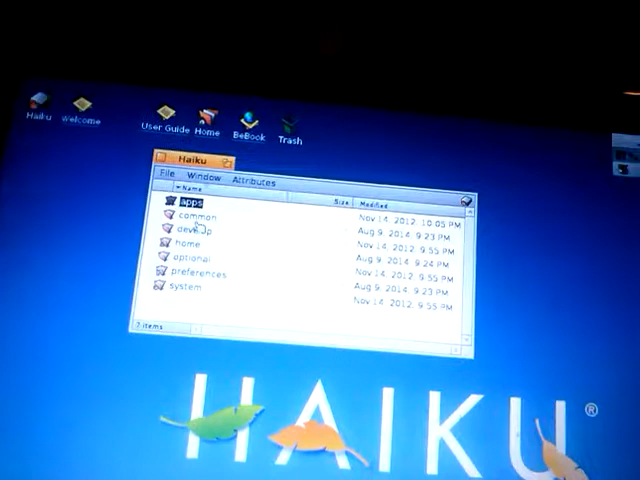 Haiku
Welcome
User Guide
Home
BeBook
Trash
Haiku
File Window Attributes
Name Size Modified
apps Nov 14, 2012, 10:05 PM
common Aug 9, 2014, 9:23 PM
develop Nov 14, 2012, 9:55 PM
home Aug 9, 2014, 9:24 PM
optional Nov 14, 2012, 9:55 PM
preferences Aug 9, 2014, 9:23 PM
system Nov 14, 2012, 9:55 PM
7 items
HAIKU®